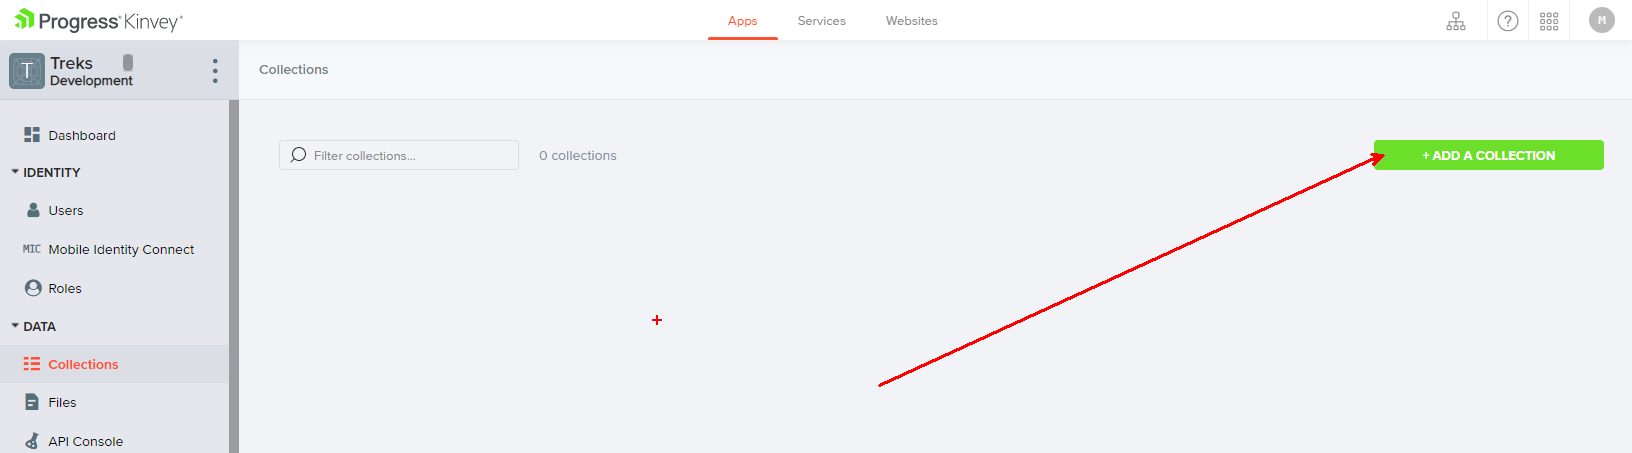 Progress Kinvey
Apps Services Websites
M
T
Treks
Development
Collections
Dashboard
Filter collections...
0 collections
+ ADD A COLLECTION
IDENTITY
Users
MIC Mobile Identity Connect
Roles
DATA
Collections
Files
API Console